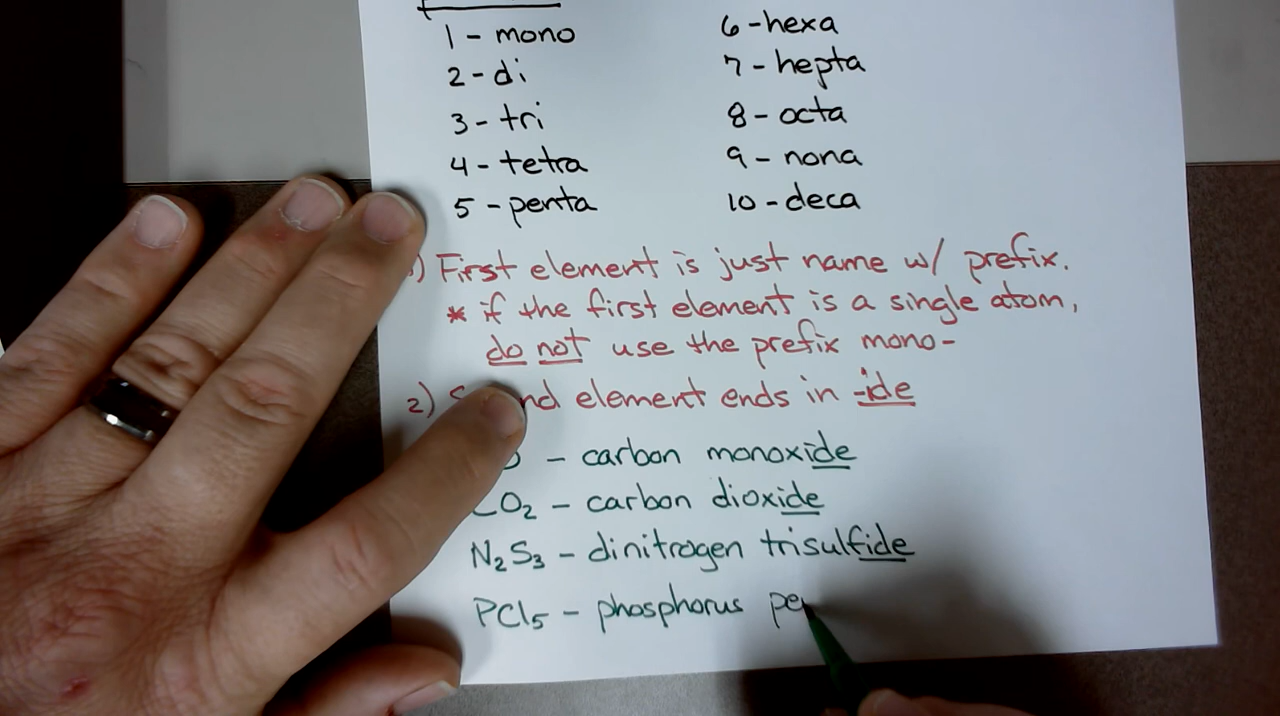 1 - mono
2 - di
3 - tri
4 - tetra
5 - penta
6 - hexa
7 - hepta
8 - octa
9 - nona
10 - deca
) First element is just name w/ prefix.
* if the first element is a single atom,
do not use the prefix mono-
2) element ends in -ide
- carbon monoxide
CO₂ - carbon dioxide
N₂S₃ - dinitrogen trisulfide
PCl₅ - phosphorus pe